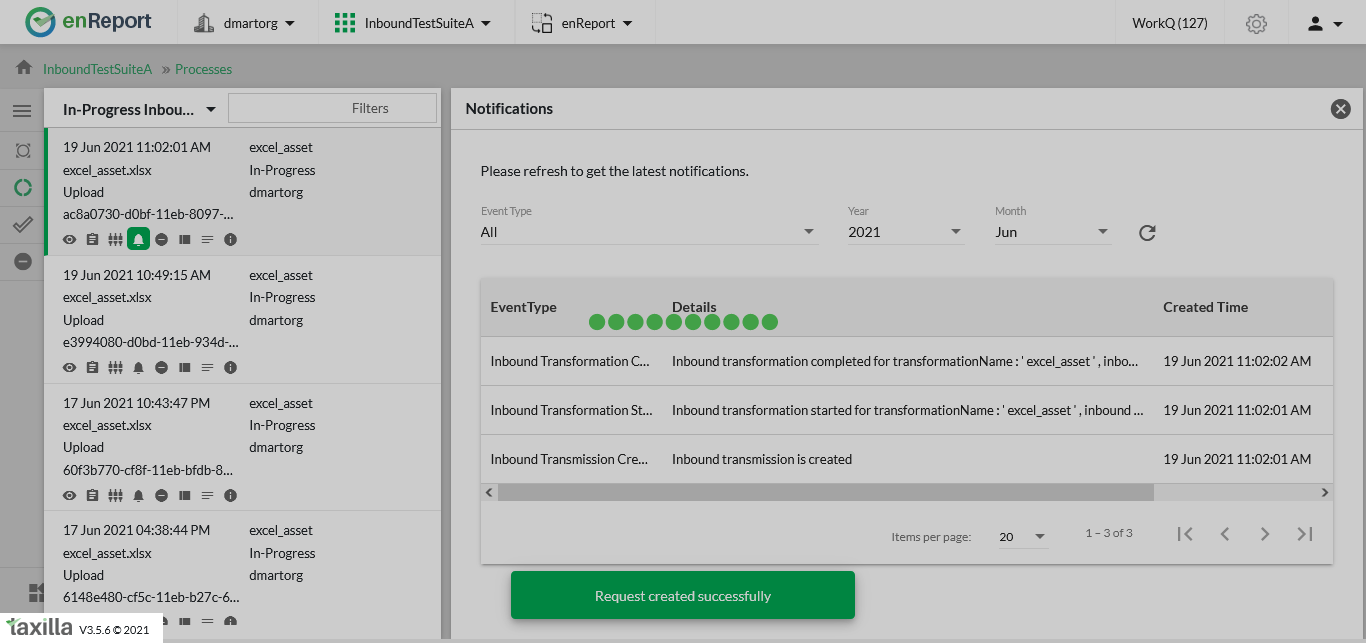 enReport
dmartorg
InboundTestSuiteA
enReport
WorkQ (127)
InboundTestSuiteA » Processes
In-Progress Inbou...
Filters
19 Jun 2021 11:02:01 AM excel_asset
excel_asset.xlsx In-Progress
Upload dmartorg
ac8a0730-d0bf-11eb-8097-...
19 Jun 2021 10:49:15 AM excel_asset
excel_asset.xlsx In-Progress
Upload dmartorg
e3994080-d0bd-11eb-934d-...
17 Jun 2021 10:43:47 PM excel_asset
excel_asset.xlsx In-Progress
Upload dmartorg
60f3b770-cf8f-11eb-bfdb-8...
17 Jun 2021 04:38:44 PM excel_asset
excel_asset.xlsx In-Progress
Upload dmartorg
6148e480-cf5c-11eb-b27c-6...
taxilla V3.5.6 © 2021
Notifications
Please refresh to get the latest notifications.
Event Type Year Month
All 2021 Jun
EventType Details Created Time
Inbound Transformation C... Inbound transformation completed for transformationName : ' excel_asset ' , inbo... 19 Jun 2021 11:02:02 AM
Inbound Transformation St... Inbound transformation started for transformationName : ' excel_asset ' , inbound ... 19 Jun 2021 11:02:01 AM
Inbound Transmission Cre... Inbound transmission is created 19 Jun 2021 11:02:01 AM
Items per page: 20 1 – 3 of 3
Request created successfully